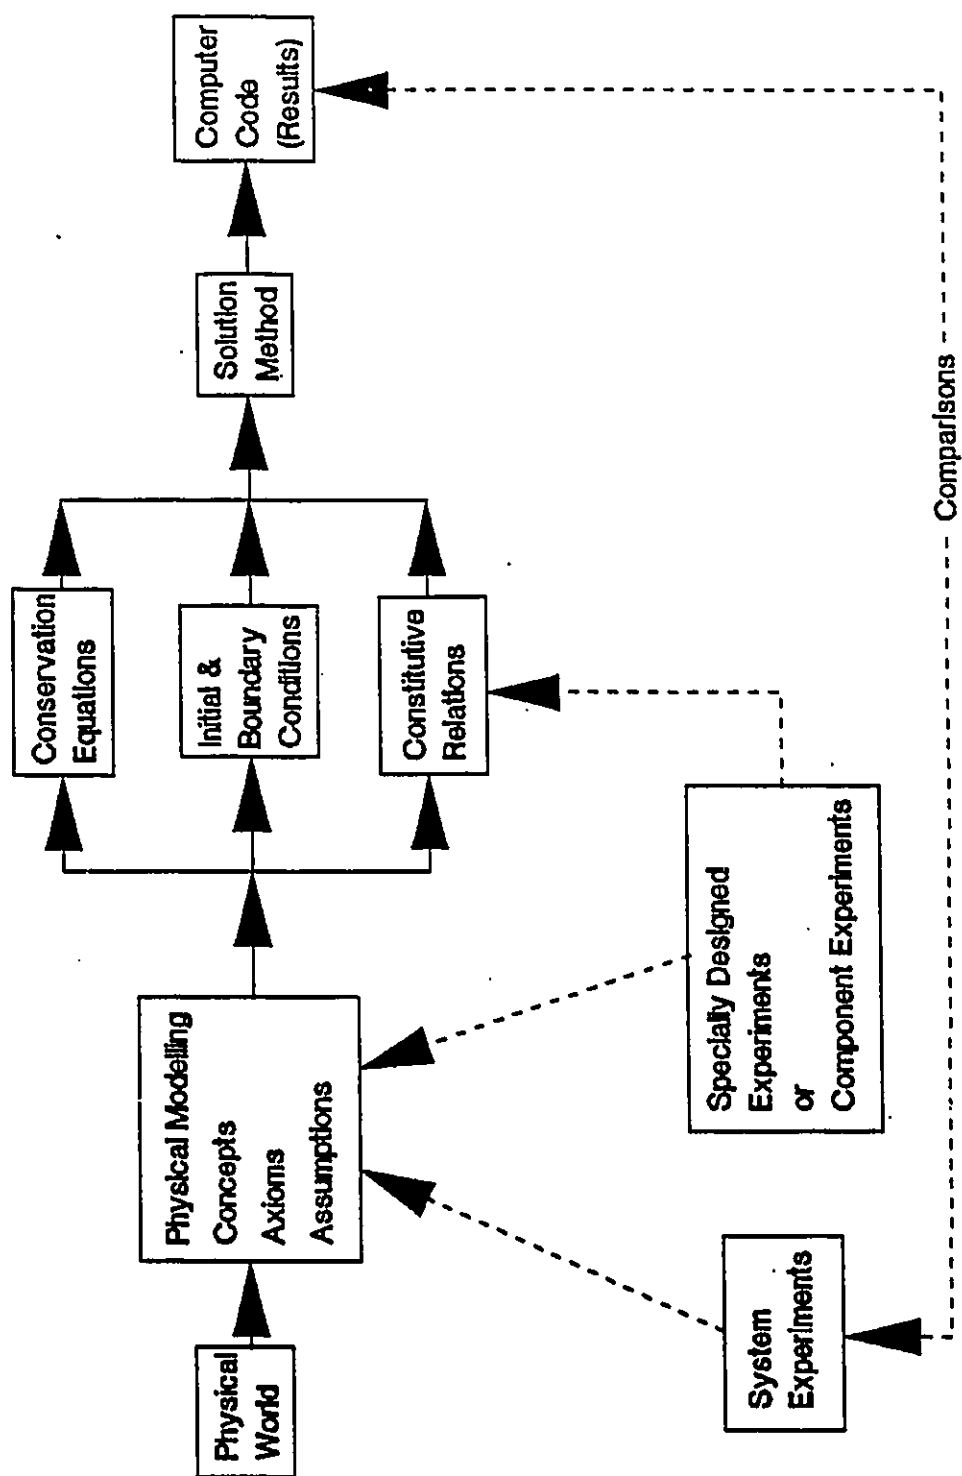 Physical
World
Physical Modelling
Concepts
Axioms
Assumptions
Conservation
Equations
Initial &
Boundary
Conditions
Constitutive
Relations
Solution
Method
Computer
Code
(Results)
System
Experiments
Specially Designed
Experiments
or
Component Experiments
Comparisons